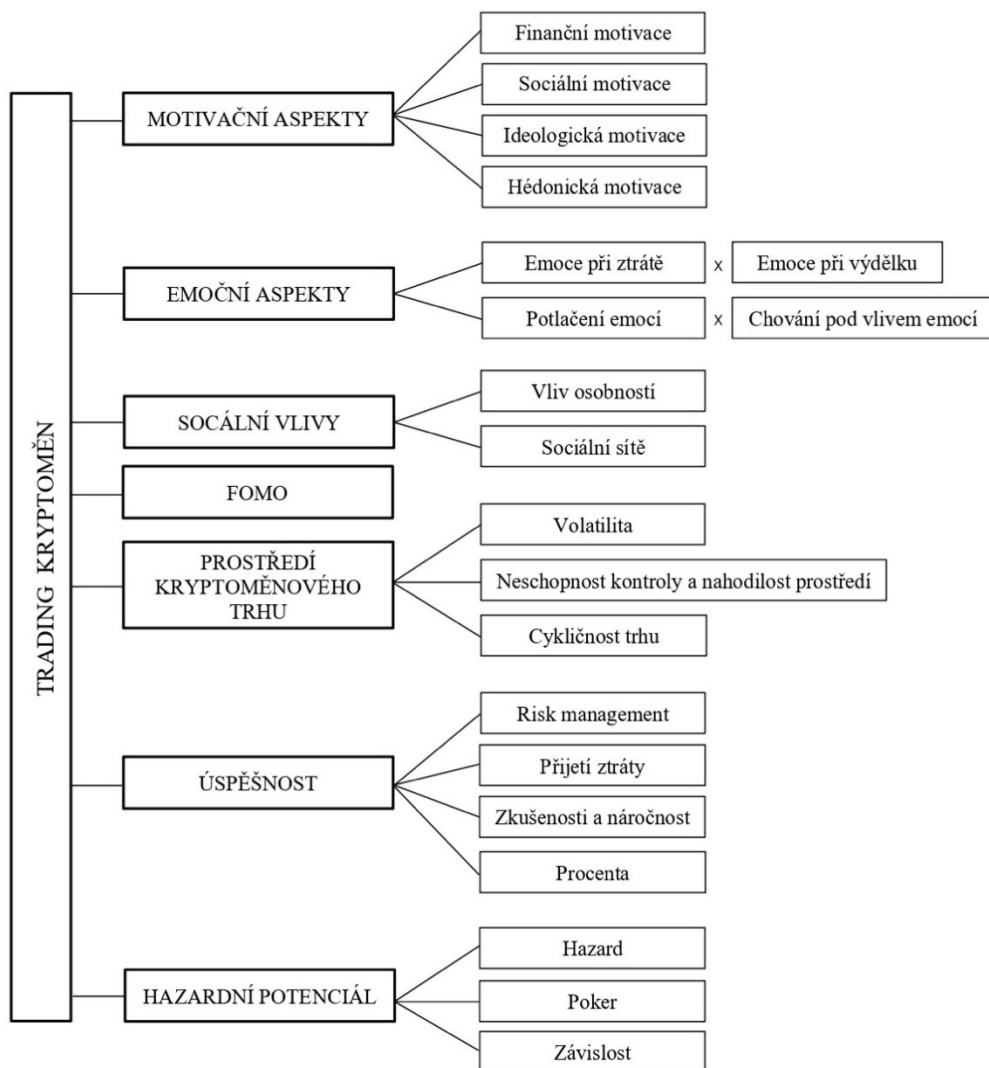 TRADING KRYPTOMĚN
MOTIVAČNÍ ASPEKTY
Finanční motivace
Sociální motivace
Ideologická motivace
Hédonická motivace
EMOČNÍ ASPEKTY
Emoce při ztrátě x Emoce při výdělku
Potlačení emocí x Chování pod vlivem emocí
SOCÁLNÍ VLIVY
Vliv osobností
Sociální sítě
FOMO
PROSTŘEDÍ
KRYPTOMĚNOVÉHO
TRHU
Volatilita
Neschopnost kontroly a nahodilost prostředí
Cykličnost trhu
ÚSPĚŠNOST
Risk management
Přijetí ztráty
Zkušenosti a náročnost
Procenta
HAZARDNÍ POTENCIÁL
Hazard
Poker
Závislost